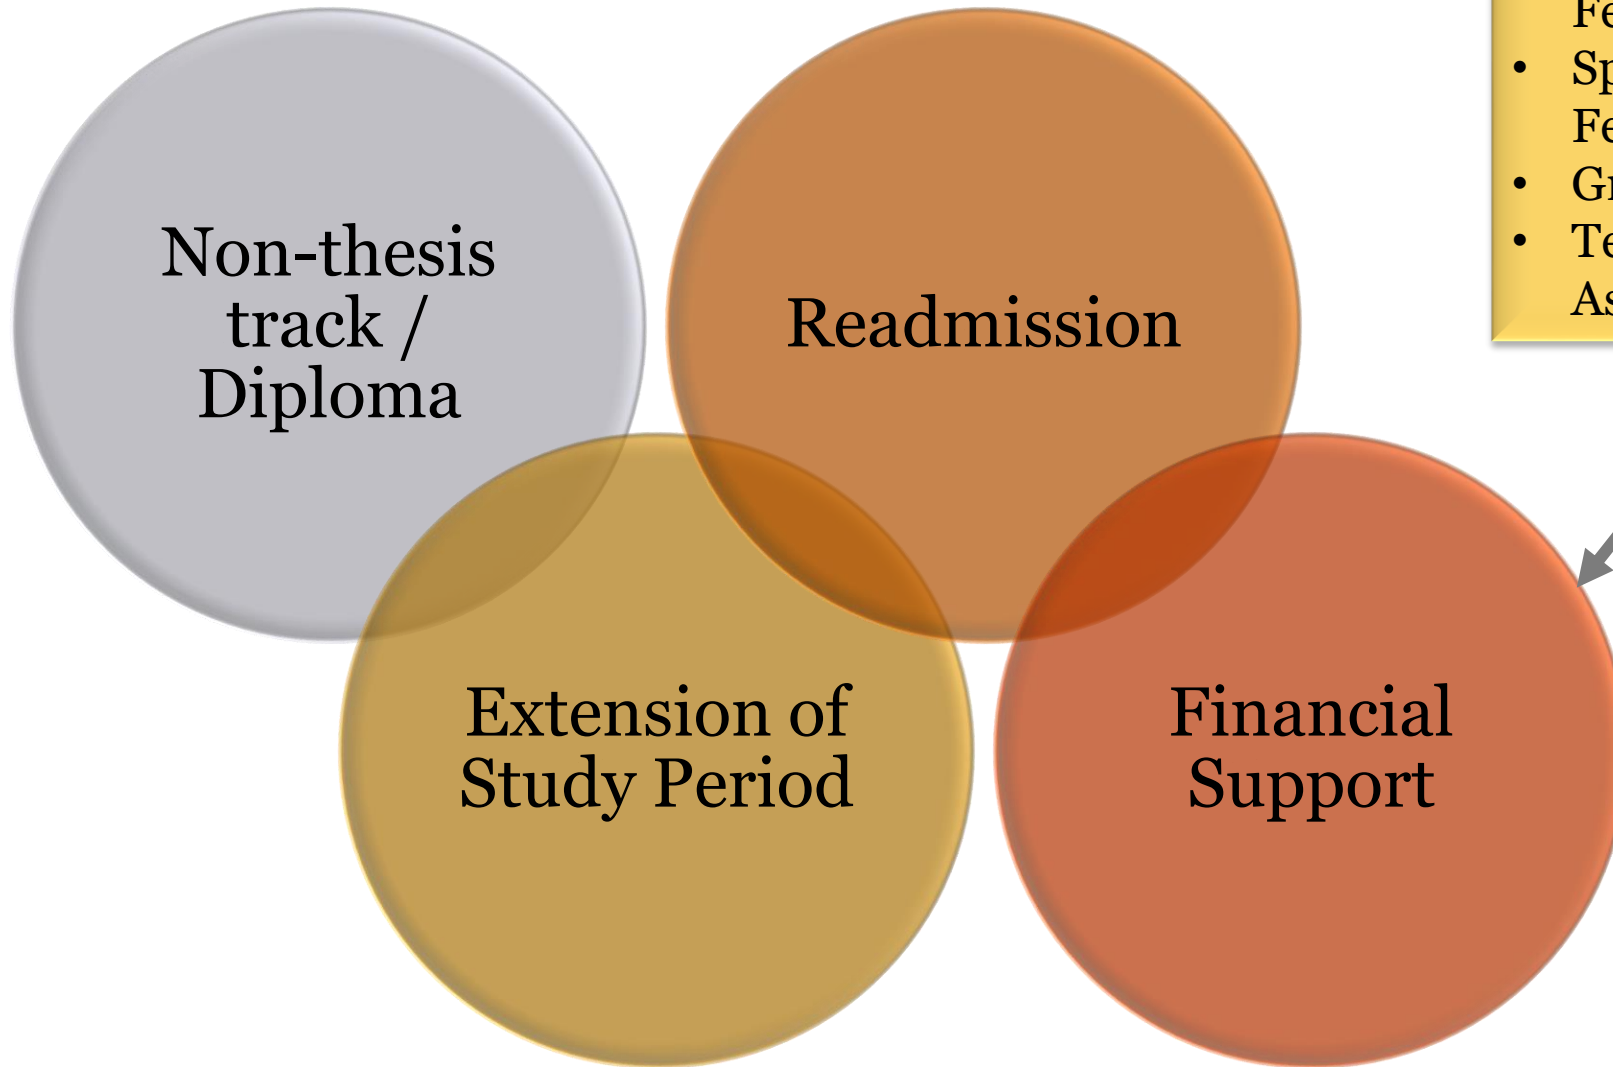 Non-thesis
track /
Diploma
Readmission
Extension of
Study Period
Financial
Support